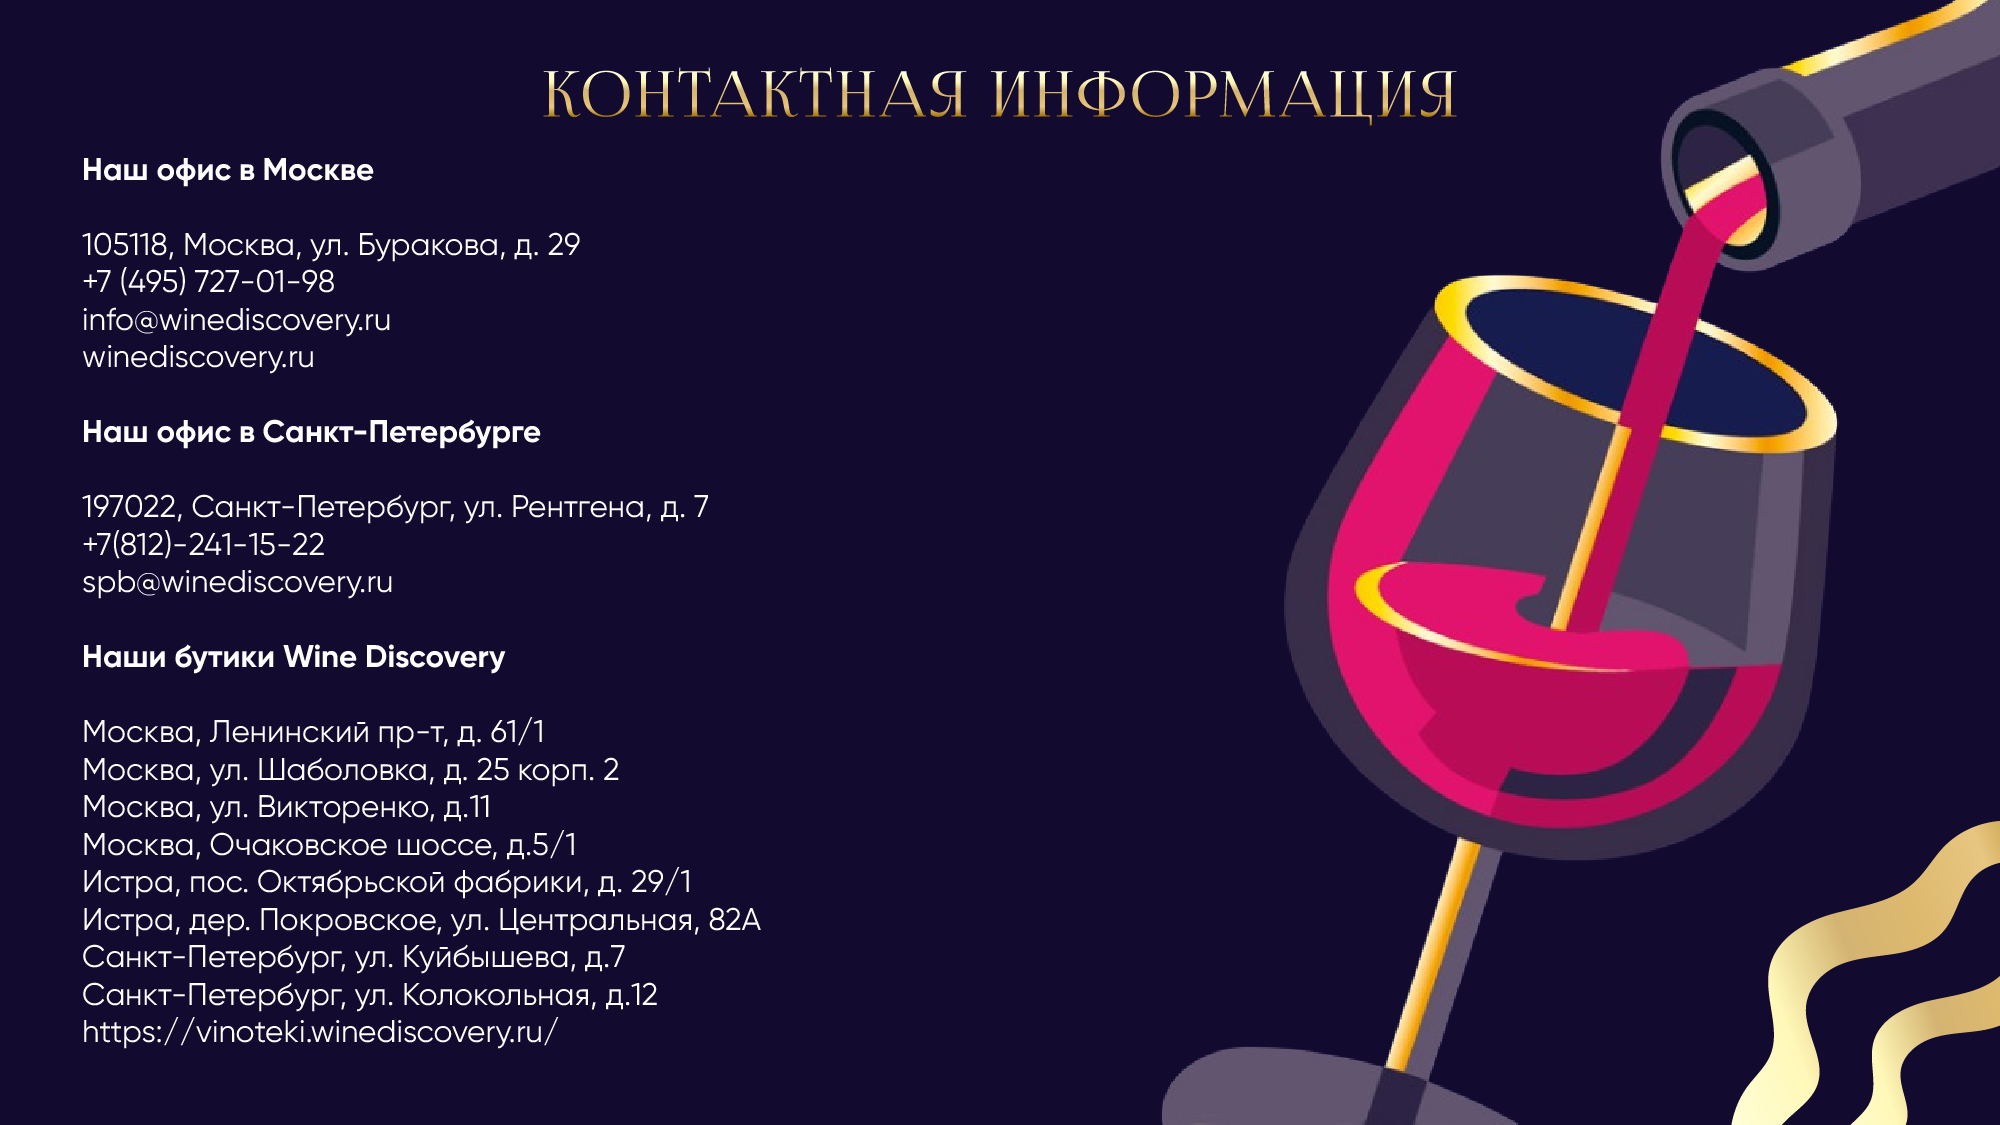 КОНТАКТНАЯ ИНФОРМАЦИЯ
Наш офис в Москве
105118, Москва, ул. Буракова, д. 29
+7 (495) 727-01-98
info@winediscovery.ru
winediscovery.ru
Наш офис в Санкт-Петербурге
197022, Санкт-Петербург, ул. Рентгена, д. 7
+7(812)-241-15-22
spb@winediscovery.ru
Наши бутики Wine Discovery
Москва, Ленинский пр-т, д. 61/1
Москва, ул. Шаболовка, д. 25 корп. 2
Москва, ул. Викторенко, д.11
Москва, Очаковское шоссе, д.5/1
Истра, пос. Октябрьской фабрики, д. 29/1
Истра, дер. Покровское, ул. Центральная, 82А
Санкт-Петербург, ул. Куйбышева, д.7
Санкт-Петербург, ул. Колокольная, д.12
https://vinoteki.winediscovery.ru/